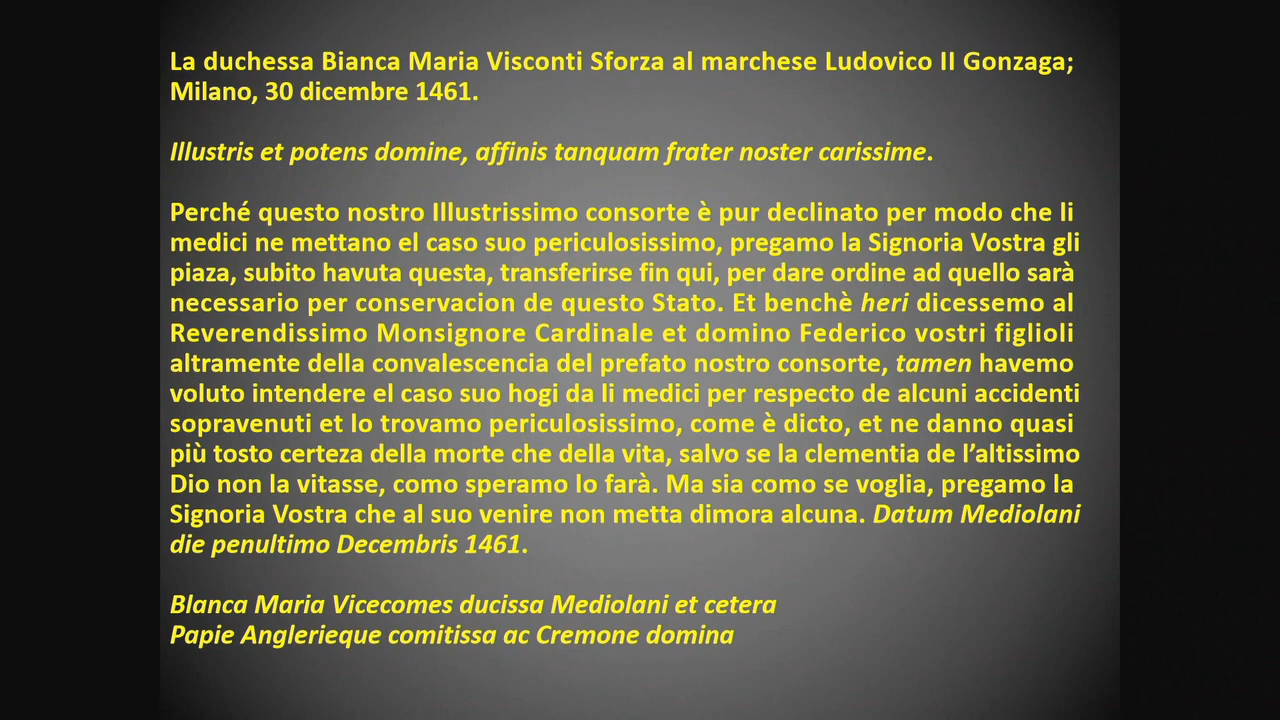 La duchessa Bianca Maria Visconti Sforza al marchese Ludovico II Gonzaga;
Milano, 30 dicembre 1461.
Illustris et potens domine, affinis tanquam frater noster carissime.
Perché questo nostro Illustrissimo consorte è pur declinato per modo che li
medici ne mettano el caso suo periculosissimo, pregamo la Signoria Vostra gli
piaza, subito havuta questa, transferirse fin qui, per dare ordine ad quello sarà
necessario per conservacion de questo Stato. Et benchè heri dicessemo al
Reverendissimo Monsignore Cardinale et domino Federico vostri figlioli
altramente della convalescencia del prefato nostro consorte, tamen havemo
voluto intendere el caso suo hogi da li medici per respecto de alcuni accidenti
sopravenuti et lo trovamo periculosissimo, come è dicto, et ne danno quasi
più tosto certeza della morte che della vita, salvo se la clementia de l’altissimo
Dio non la vitasse, como speramo lo farà. Ma sia como se voglia, pregamo la
Signoria Vostra che al suo venire non metta dimora alcuna. Datum Mediolani
die penultimo Decembris 1461.
Blanca Maria Vicecomes ducissa Mediolani et cetera
Papie Anglerieque comitissa ac Cremone domina